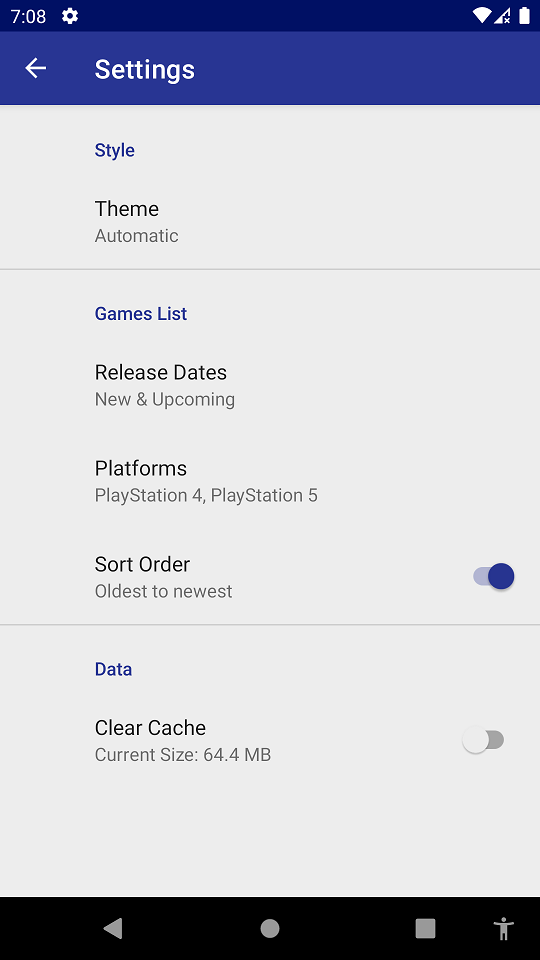 7:08
Settings
Style
Theme
Automatic
Games List
Release Dates
New & Upcoming
Platforms
PlayStation 4, PlayStation 5
Sort Order
Oldest to newest
Data
Clear Cache
Current Size: 64.4 MB